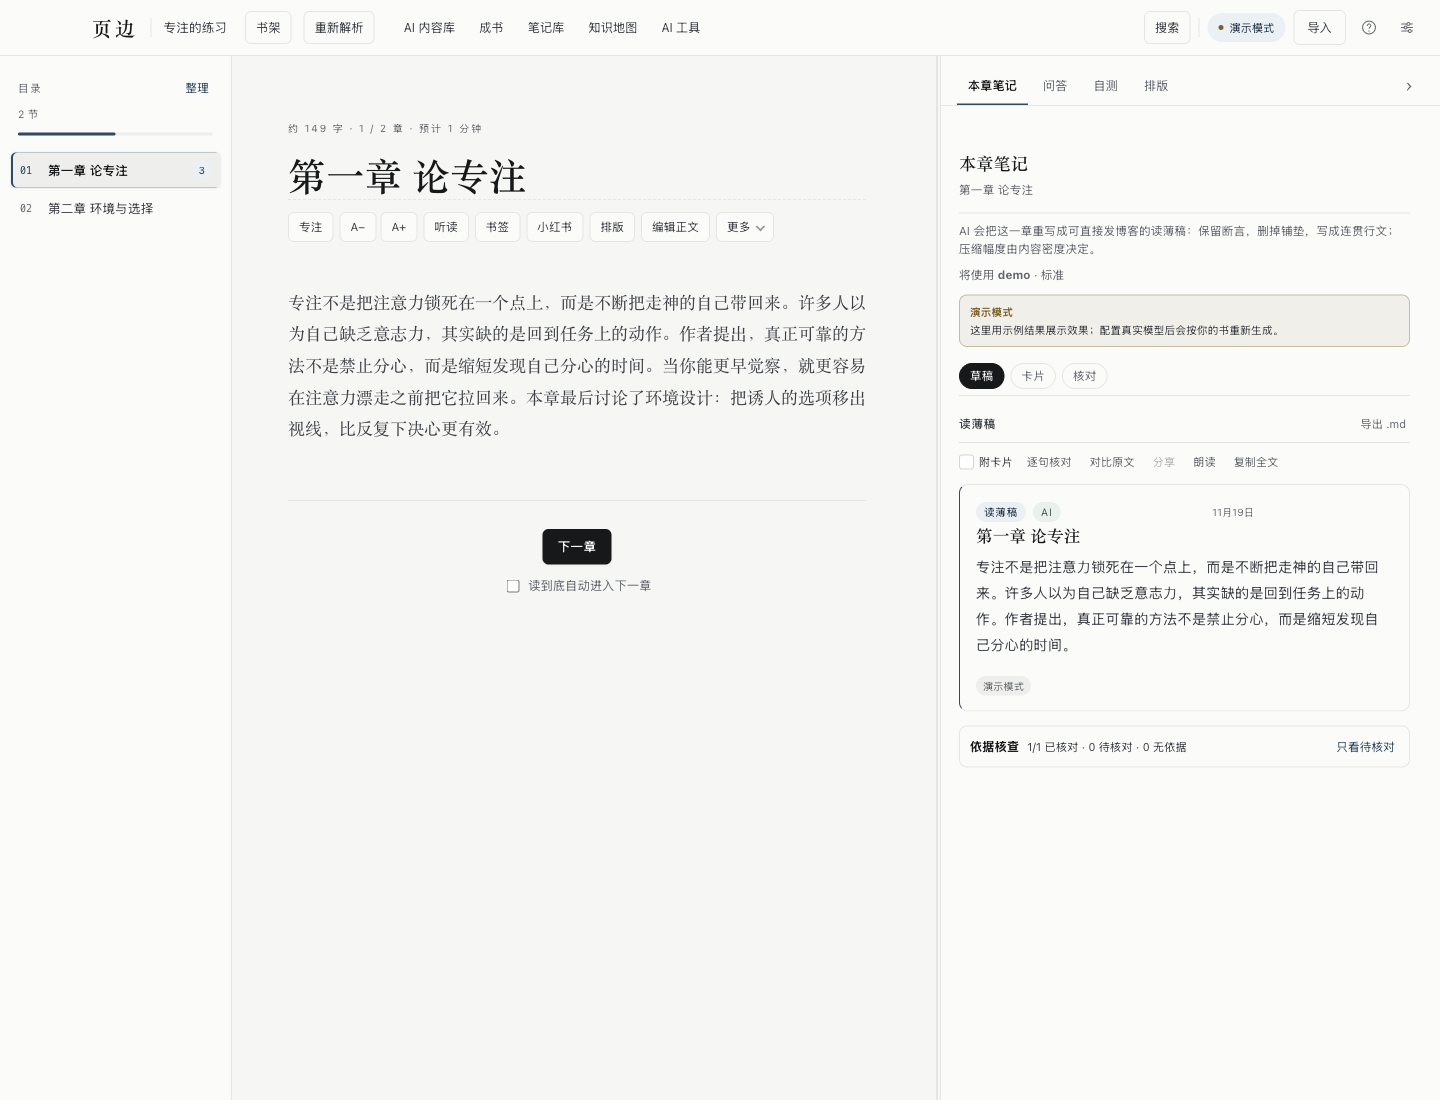 页边 专注的练习 书架 重新解析 AI 内容库 成书 笔记库 知识地图 AI 工具 搜索 演示模式 导入
目录 整理
2 节
01 第一章 论专注 3
02 第二章 环境与选择
约 149 字 · 1 / 2 章 · 预计 1 分钟
第一章 论专注
专注 A− A+ 听读 书签 小红书 排版 编辑正文 更多
专注不是把注意力锁死在一个点上，而是不断把走神的自己带回来。许多人以
为自己缺乏意志力，其实缺的是回到任务上的动作。作者提出，真正可靠的方
法不是禁止分心，而是缩短发现自己分心的时间。当你能更早觉察，就更容易
在注意力漂走之前把它拉回来。本章最后讨论了环境设计：把诱人的选项移出
视线，比反复下决心更有效。
下一章
读到底自动进入下一章
本章笔记 问答 自测 排版
本章笔记
第一章 论专注
AI 会把这一章重写成可直接发博客的读薄稿：保留断言，删掉铺垫，写成连贯行文；
压缩幅度由内容密度决定。
将使用 demo · 标准
演示模式
这里用示例结果展示效果；配置真实模型后会按你的书重新生成。
草稿 卡片 核对
读薄稿 导出 .md
附卡片 逐句核对 对比原文 分享 朗读 复制全文
读薄稿 AI 11月19日
第一章 论专注
专注不是把注意力锁死在一个点上，而是不断把走神的自己带回
来。许多人以为自己缺乏意志力，其实缺的是回到任务上的动
作。作者提出，真正可靠的方法不是禁止分心，而是缩短发现自
己分心的时间。
演示模式
依据核查 1/1 已核对 · 0 待核对 · 0 无依据 只看待核对